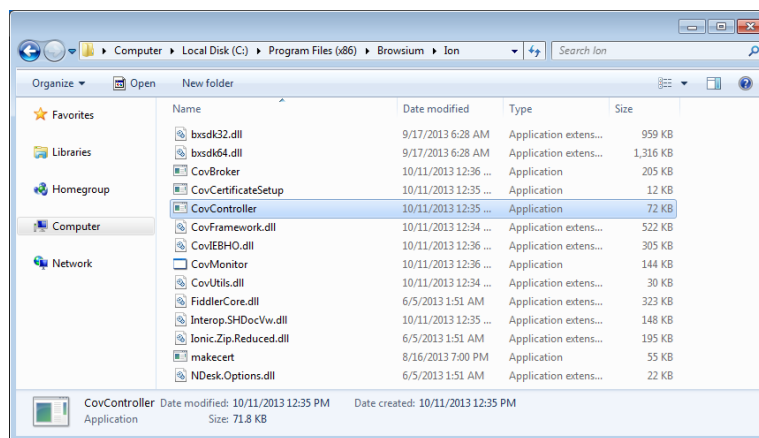 Computer Local Disk (C:) Program Files (x86) Browsium Ion Search Ion
Organize Open New folder
Name Date modified Type Size
Favorites
Libraries
Homegroup
Computer
Network
bxsdk32.dll 9/17/2013 6:28 AM Application extens... 959 KB
bxsdk64.dll 9/17/2013 6:28 AM Application extens... 1,316 KB
CovBroker 10/11/2013 12:36 ... Application 205 KB
CovCertificateSetup 10/11/2013 12:35 ... Application 12 KB
CovController 10/11/2013 12:35 ... Application 72 KB
CovFramework.dll 10/11/2013 12:34 ... Application extens... 522 KB
CovIEBHO.dll 10/11/2013 12:36 ... Application extens... 305 KB
CovMonitor 10/11/2013 12:36 ... Application 144 KB
CovUtils.dll 10/11/2013 12:34 ... Application extens... 30 KB
FiddlerCore.dll 6/5/2013 1:51 AM Application extens... 323 KB
Interop.SHDocVw.dll 10/11/2013 12:35 ... Application extens... 148 KB
Ionic.Zip.Reduced.dll 6/5/2013 1:51 AM Application extens... 195 KB
makecert 8/16/2013 7:00 PM Application 55 KB
NDesk.Options.dll 6/5/2013 1:51 AM Application extens... 22 KB
CovController Date modified: 10/11/2013 12:35 PM Date created: 10/11/2013 12:35 PM
Application Size: 71.8 KB